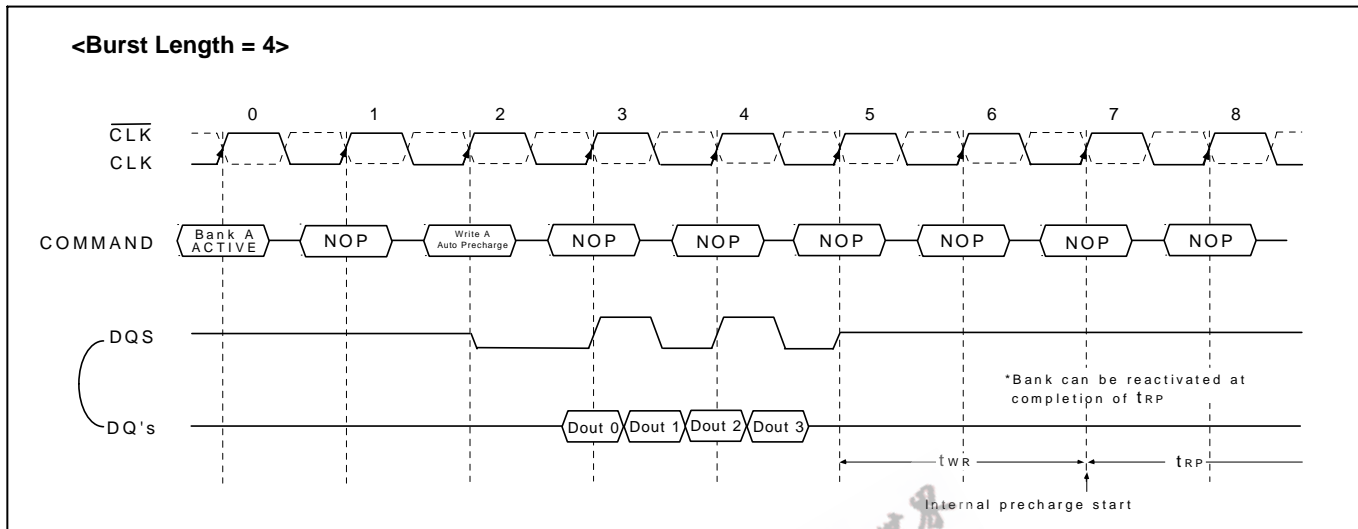 <Burst Length = 4>
0 1 2 3 4 5 6 7 8
CLK
CLK
COMMAND
Bank A
ACTIVE
NOP
Write A
Auto Precharge
NOP
NOP
NOP
NOP
NOP
NOP
DQS
*Bank can be reactivated at
completion of tRP
DQ's
Dout 0 Dout 1 Dout 2 Dout 3
tWR
tRP
Internal precharge start